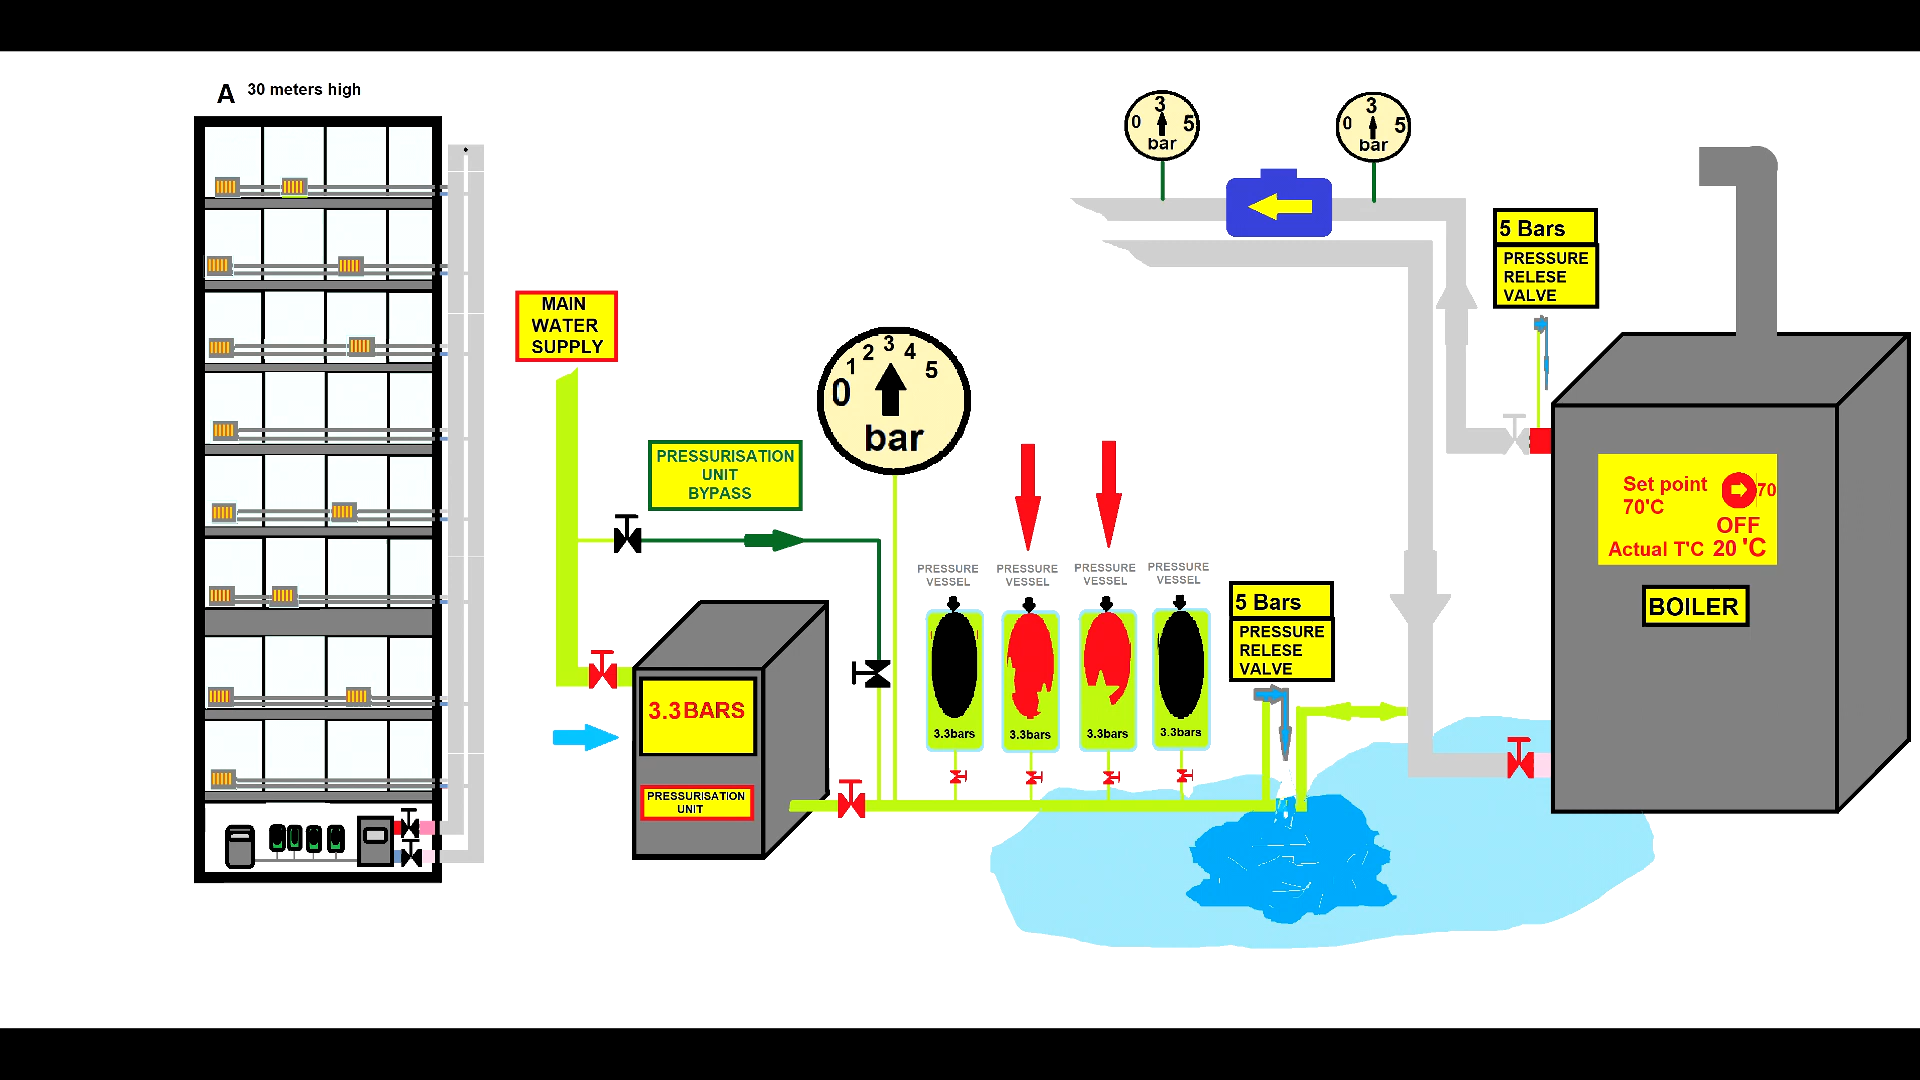 A 30 meters high
MAIN
WATER
SUPPLY
PRESSURISATION
UNIT
BYPASS
0 1 2 3 4 5
bar
0 3 5
bar
0 3 5
bar
5 Bars
PRESSURE
RELESE
VALVE
Set point
70'C
70
OFF
Actual T'C 20 'C
BOILER
PRESSURE
VESSEL
PRESSURE
VESSEL
PRESSURE
VESSEL
PRESSURE
VESSEL
3.3bars
3.3bars
3.3bars
3.3bars
5 Bars
PRESSURE
RELESE
VALVE
3.3BARS
PRESSURISATION
UNIT